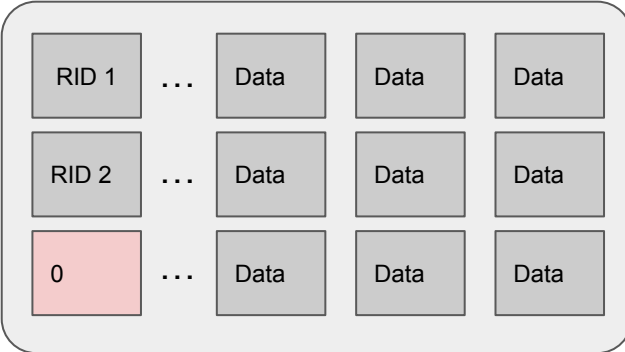 RID 1 ... Data Data Data
RID 2 ... Data Data Data
0 ... Data Data Data